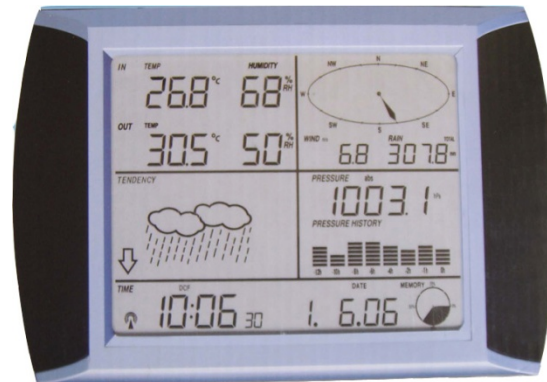 IN TEMP HUMIDITY
26.8 °C 68 % RH
OUT TEMP
30.5 °C 50 % RH
N
NW NE
W E
SW SE
S
WIND RAIN TOTAL
6.8 307.8
TENDENCY
PRESSURE abs
1003.1
PRESSURE HISTORY
TIME DCF DATE MEMORY
10:06 30 1. 6.06